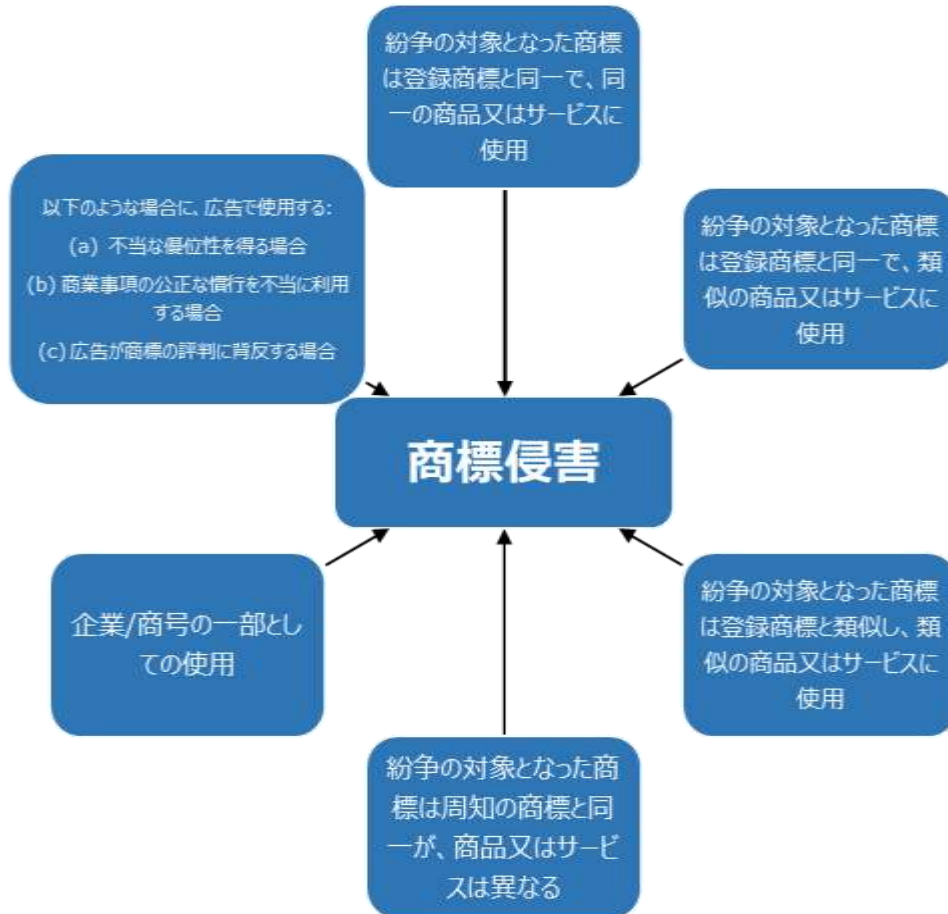 紛争の対象となった商標
は登録商標と同一で、同
一の商品又はサービスに
使用
以下のような場合に、広告で使用する:
(a) 不当な優位性を得る場合
(b) 商業事項の公正な慣行を不当に利用
する場合
(c) 広告が商標の評判に背反する場合
紛争の対象となった商標
は登録商標と同一で、類
似の商品又はサービスに
使用
商標侵害
企業/商号の一部とし
ての使用
紛争の対象となった商標
は登録商標と類似し、類
似の商品又はサービスに
使用
紛争の対象となった商
標は周知の商標と同
一が、商品又はサービ
スは異なる